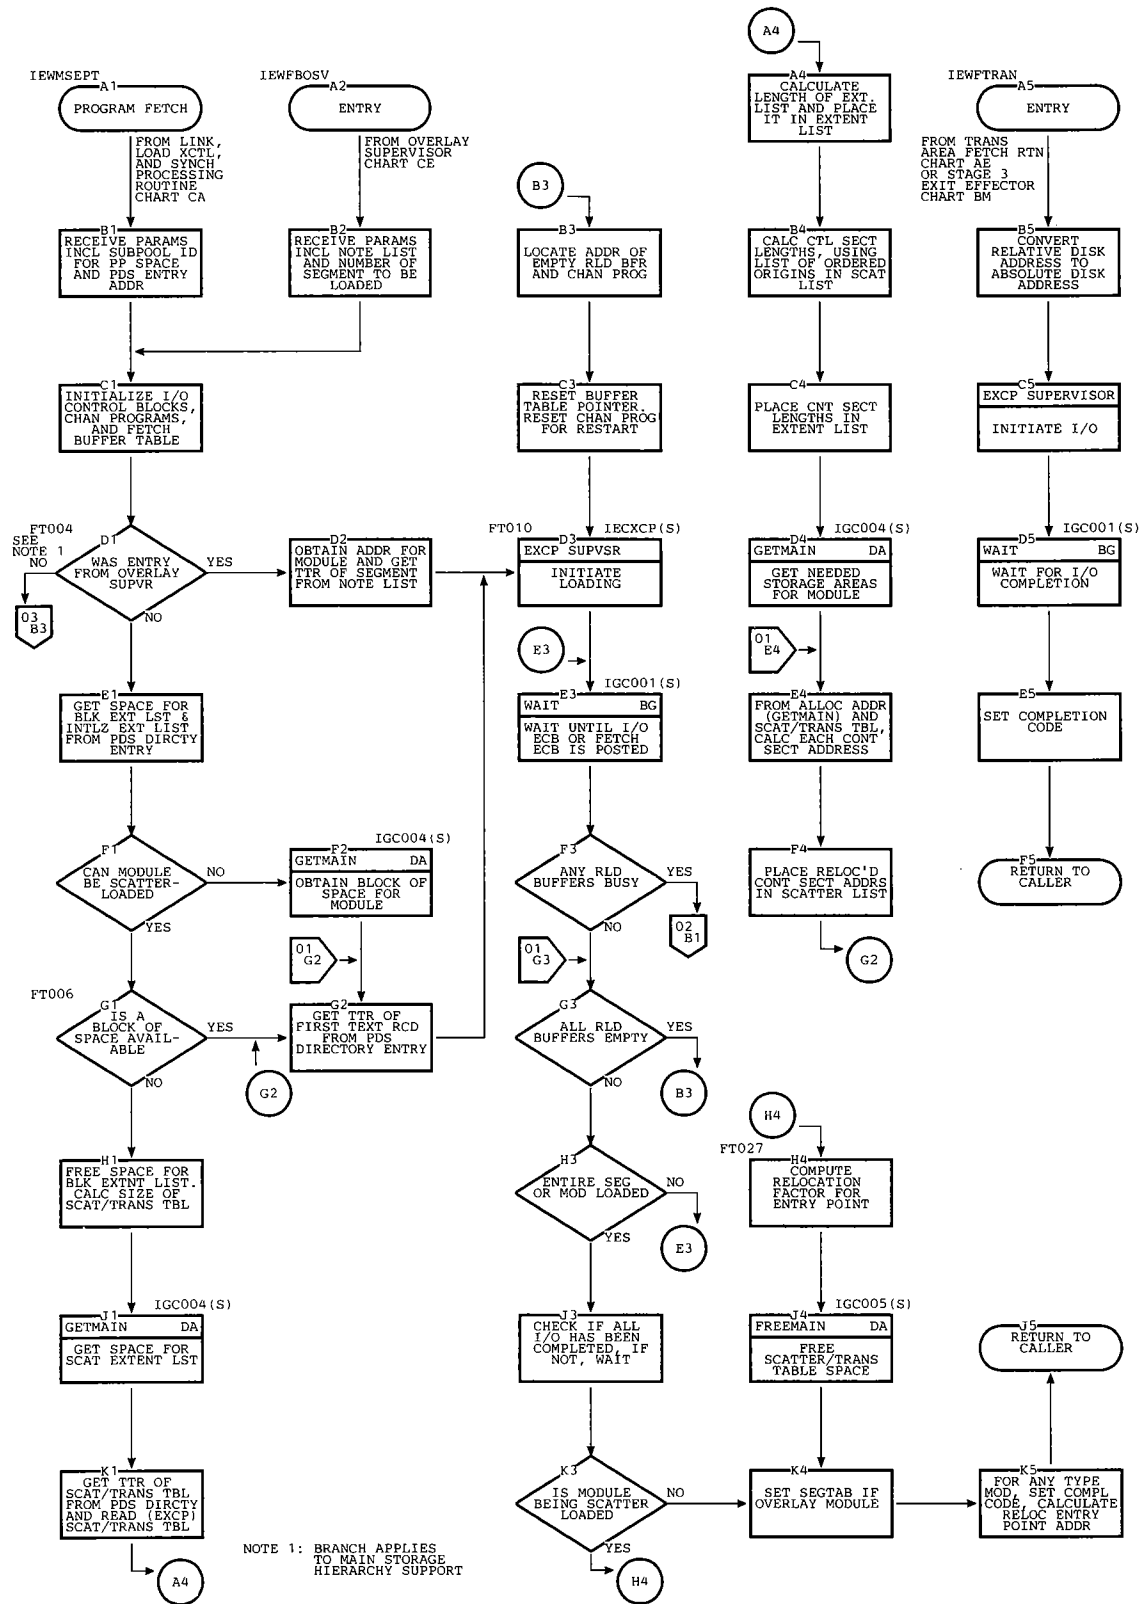 IEWMSEPT
A1
PROGRAM FETCH
FROM LINK,
LOAD XCTL,
AND SYNCH
PROCESSING
ROUTINE
CHART CA
B1
RECEIVE PARAMS
INCL SUBPOOL ID
FOR PP SPACE
AND PDS ENTRY
ADDR
C1
INITIALIZE I/O
CONTROL BLOCKS,
CHAN PROGRAMS,
AND FETCH
BUFFER TABLE
FT004
SEE
NOTE 1
NO
D1
WAS ENTRY
FROM OVERLAY
SUPVR
YES
NO
03
B3
E1
GET SPACE FOR
BLK EXT LST &
INTLZ EXT LIST
FROM PDS DIRCTY
ENTRY
F1
CAN MODULE
BE SCATTER-
LOADED
NO
YES
FT006
G1
IS A
BLOCK OF
SPACE AVAIL-
ABLE
YES
NO
H1
FREE SPACE FOR
BLK EXTNT LIST.
CALC SIZE OF
SCAT/TRANS TBL
IGC004(S)
J1
GETMAIN DA
GET SPACE FOR
SCAT EXTENT LST
K1
GET TTR OF
SCAT/TRANS TBL
FROM PDS DIRCTY
AND READ (EXCP)
SCAT/TRANS TBL
A4
IEWFBOSV
A2
ENTRY
FROM OVERLAY
SUPERVISOR
CHART CE
B2
RECEIVE PARAMS
INCL NOTE LIST
AND NUMBER OF
SEGMENT TO BE
LOADED
D2
OBTAIN ADDR FOR
MODULE AND GET
TTR OF SEGMENT
FROM NOTE LIST
IGC004(S)
F2
GETMAIN DA
OBTAIN BLOCK OF
SPACE FOR
MODULE
01
G2
G2
GET TTR OF
FIRST TEXT RCD
FROM PDS
DIRECTORY ENTRY
G2
NOTE 1: BRANCH APPLIES
TO MAIN STORAGE
HIERARCHY SUPPORT
B3
B3
LOCATE ADDR OF
EMPTY RLD BFR
AND CHAN PROG
C3
RESET BUFFER
TABLE POINTER.
RESET CHAN PROG
FOR RESTART
FT010
IECXCP(S)
D3
EXCP SUPVSR
INITIATE
LOADING
E3
IGC001(S)
E3
WAIT BG
WAIT UNTIL I/O
ECB OR FETCH
ECB IS POSTED
F3
ANY RLD
BUFFERS BUSY
YES
NO
02
B1
01
G3
G3
ALL RLD
BUFFERS EMPTY
YES
NO
B3
H3
ENTIRE SEG
OR MOD LOADED
NO
YES
E3
J3
CHECK IF ALL
I/O HAS BEEN
COMPLETED, IF
NOT, WAIT
K3
IS MODULE
BEING SCATTER
LOADED
NO
YES
H4
A4
A4
CALCULATE
LENGTH OF EXT.
LIST AND PLACE
IT IN EXTENT
LIST
B4
CALC CTL SECT
LENGTHS, USING
LIST OF ORDERED
ORIGINS IN SCAT
LIST
C4
PLACE CNT SECT
LENGTHS IN
EXTENT LIST
IGC004(S)
D4
GETMAIN DA
GET NEEDED
STORAGE AREAS
FOR MODULE
01
E4
E4
FROM ALLOC ADDR
(GETMAIN) AND
SCAT/TRANS TBL,
CALC EACH CONT
SECT ADDRESS
F4
PLACE RELOC'D
CONT SECT ADDRS
IN SCATTER LIST
G2
H4
FT027
H4
COMPUTE
RELOCATION
FACTOR FOR
ENTRY POINT
IGC005(S)
J4
FREEMAIN DA
FREE
SCATTER/TRANS
TABLE SPACE
K4
SET SEGTAB IF
OVERLAY MODULE
IEWFTRAN
A5
ENTRY
FROM TRANS
AREA FETCH RTN
CHART AE
OR STAGE 3
EXIT EFFECTOR
CHART BM
B5
CONVERT
RELATIVE DISK
ADDRESS TO
ABSOLUTE DISK
ADDRESS
C5
EXCP SUPERVISOR
INITIATE I/O
IGC001(S)
D5
WAIT BG
WAIT FOR I/O
COMPLETION
E5
SET COMPLETION
CODE
F5
RETURN TO
CALLER
J5
RETURN TO
CALLER
K5
FOR ANY TYPE
MOD, SET COMPL
CODE, CALCULATE
RELOC ENTRY
POINT ADDR